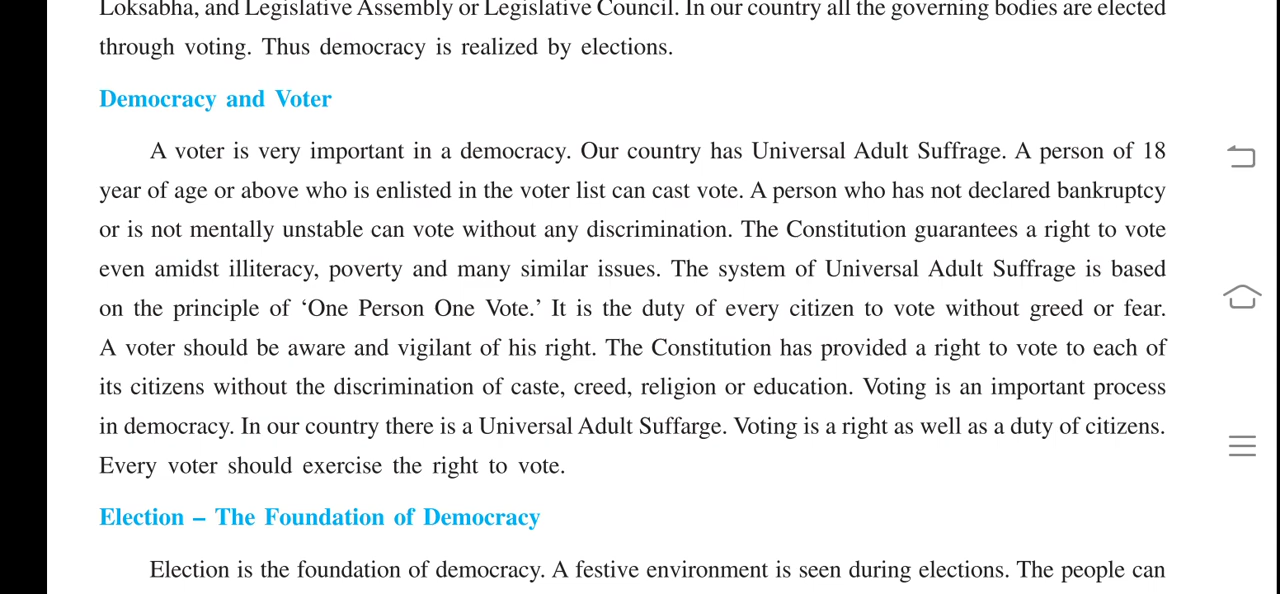 Loksabha, and Legislative Assembly or Legislative Council. In our country all the governing bodies are elected
through voting. Thus democracy is realized by elections.
Democracy and Voter
A voter is very important in a democracy. Our country has Universal Adult Suffrage. A person of 18
year of age or above who is enlisted in the voter list can cast vote. A person who has not declared bankruptcy
or is not mentally unstable can vote without any discrimination. The Constitution guarantees a right to vote
even amidst illiteracy, poverty and many similar issues. The system of Universal Adult Suffrage is based
on the principle of ‘One Person One Vote.’ It is the duty of every citizen to vote without greed or fear.
A voter should be aware and vigilant of his right. The Constitution has provided a right to vote to each of
its citizens without the discrimination of caste, creed, religion or education. Voting is an important process
in democracy. In our country there is a Universal Adult Suffarge. Voting is a right as well as a duty of citizens.
Every voter should exercise the right to vote.
Election – The Foundation of Democracy
Election is the foundation of democracy. A festive environment is seen during elections. The people can